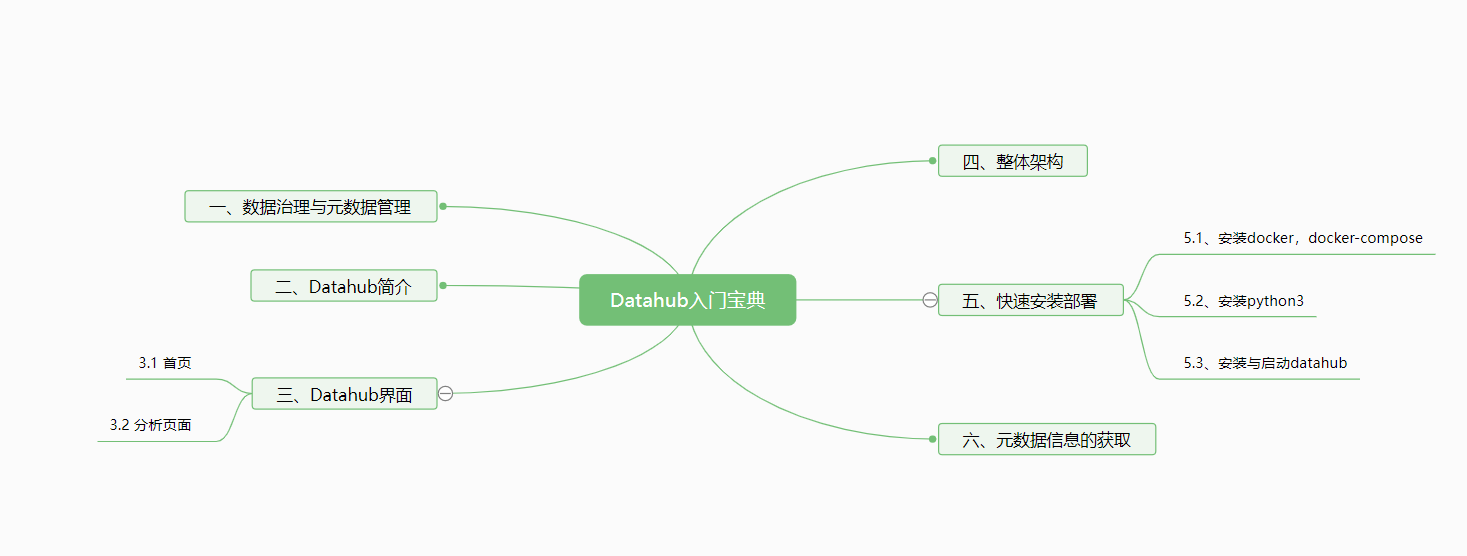 Datahub入门宝典
一、数据治理与元数据管理
二、Datahub简介
三、Datahub界面
3.1 首页
3.2 分析页面
四、整体架构
五、快速安装部署
5.1、安装docker，docker-compose
5.2、安装python3
5.3、安装与启动datahub
六、元数据信息的获取